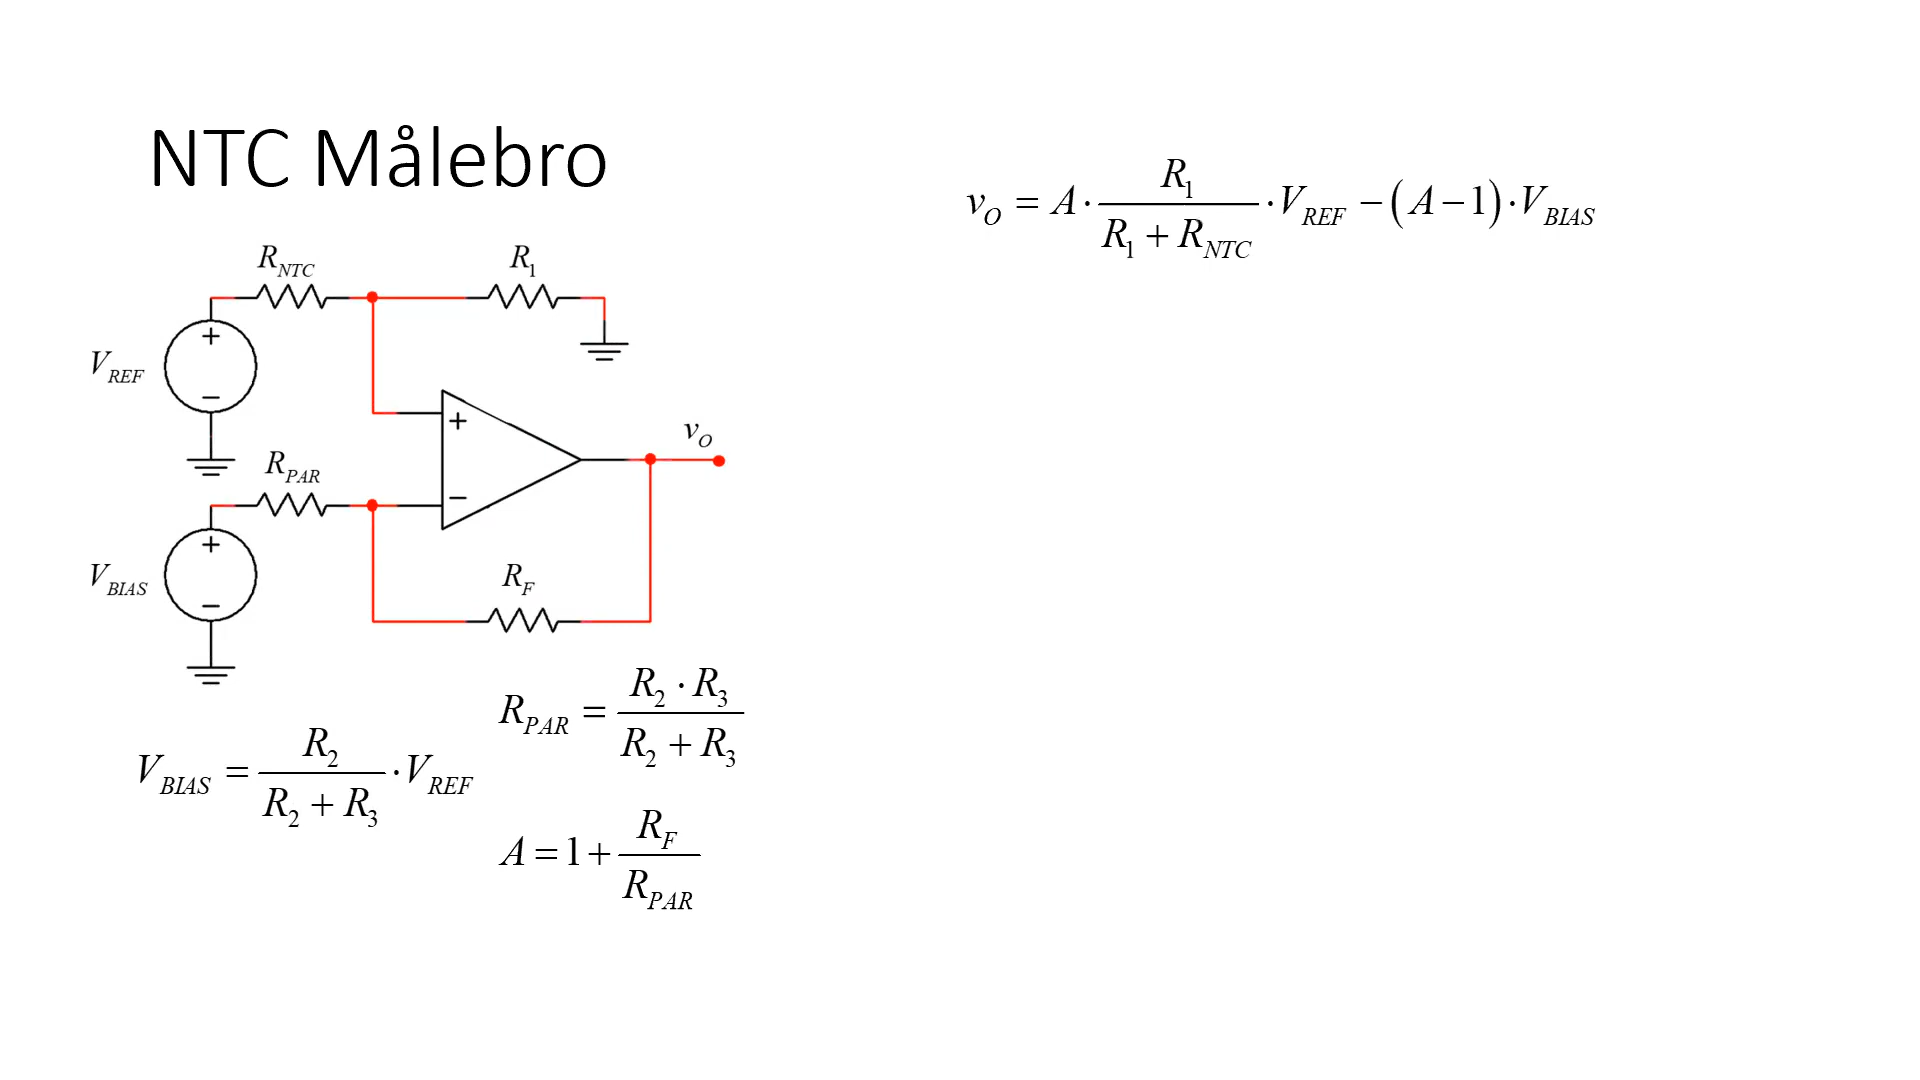 NTC Målebro
v_O = A · R_1 / (R_1 + R_NTC) · V_REF − (A − 1) · V_BIAS
R_NTC
R_1
+
V_REF
−
+
v_O
R_PAR
−
+
V_BIAS
−
R_F
R_PAR = R_2 · R_3 / (R_2 + R_3)
V_BIAS = R_2 / (R_2 + R_3) · V_REF
A = 1 + R_F / R_PAR